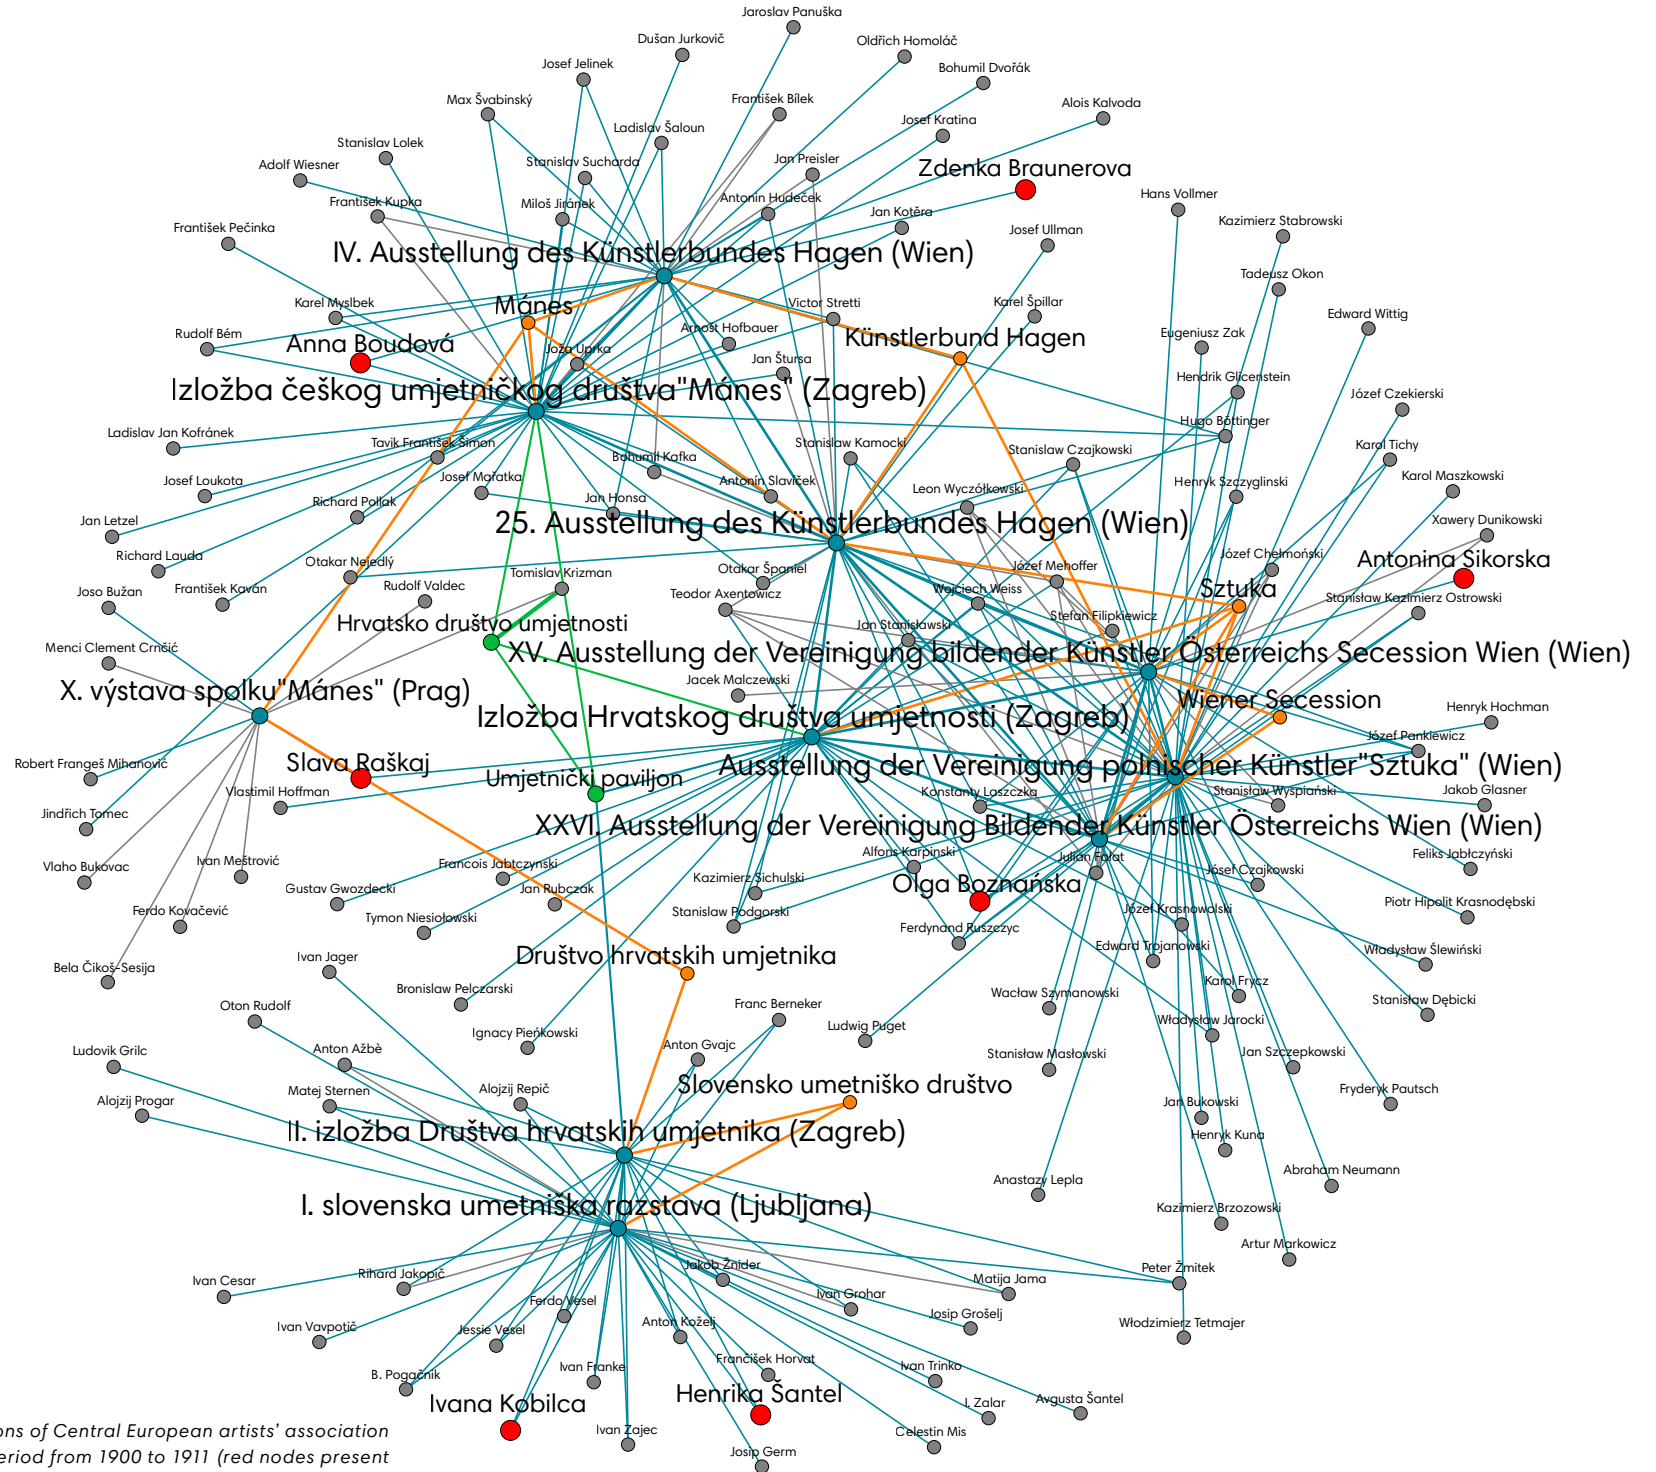 Jaroslav Panuška
Dušan Jurkovič
Oldřich Homoláč
Josef Jelinek
Bohumil Dvořák
Max Švabinský
František Bílek
Alois Kalvoda
Josef Kratina
Ladislav Šaloun
Stanislav Lolek
Stanislav Sucharda
Jan Preisler
Adolf Wiesner
Zdenka Braunerova
František Kupka
Miloš Jiránek
Antonin Hudeček
Jan Kotěra
Hans Vollmer
František Pečinka
Josef Ullman
Kazimierz Stabrowski
IV. Ausstellung des Künstlerbundes Hagen (Wien)
Tadeusz Okon
Karel Myslbek
Mánes
Victor Stretti
Karel Špillar
Edward Wittig
Rudolf Bém
Anna Boudová
Arnošt Hofbauer
Künstlerbund Hagen
Eugeniusz Zak
Joža Uprka
Jan Štursa
Hendrik Glicenstein
Izložba češkog umjetničkog društva"Mánes" (Zagreb)
Józef Czekierski
Hugo Böttinger
Ladislav Jan Kofránek
Tavik František Šimon
Stanislaw Kamocki
Stanislaw Czajkowski
Karol Tichy
Bohumil Kafka
Josef Loukota
Josef Mařatka
Antonín Slavíček
Henryk Szczyglinski
Karol Maszkowski
Leon Wyczółkowski
Richard Pollak
Jan Honsa
Jan Letzel
25. Ausstellung des Künstlerbundes Hagen (Wien)
Xawery Dunikowski
Richard Lauda
Otakar Nejedlý
Józef Chełmoński
Antonina Sikorska
Joso Bužan
František Kavan
Rudolf Valdec
Tomislav Krizman
Otakar Španiel
Józef Mehoffer
Sztuka
Teodor Axentowicz
Wojciech Weiss
Stanisław Kazimierz Ostrowski
Hrvatsko društvo umjetnosti
Jan Stanisławski
Stefan Filipkiewicz
Menci Clement Crnčić
XV. Ausstellung der Vereinigung bildender Künstler Österreichs Secession Wien (Wien)
X. výstava spolku"Mánes" (Prag)
Jacek Malczewski
Wiener Secession
Izložba Hrvatskog društva umjetnosti (Zagreb)
Henryk Hochman
Józef Pankiewicz
Robert Frangeš Mihanović
Slava Raškaj
Umjetnički paviljon
Ausstellung der Vereinigung polnischer Künstler"Sztuka" (Wien)
Vlastimil Hoffman
Konstanty Laszczka
Stanisław Wyspiański
Jakob Glasner
Jindřich Tomec
XXVI. Ausstellung der Vereinigung Bildender Künstler Österreichs Wien (Wien)
Vlaho Bukovac
Ivan Meštrović
Francois Jabtczynski
Alfons Karpinski
Julian Fałat
Feliks Jabłczyński
Gustav Gwozdecki
Jan Rubczak
Kazimierz Sichulski
Olga Boznańska
Józef Czajkowski
Ferdo Kovačević
Tymon Niesiołowski
Stanislaw Podgorski
Józef Krasnowolski
Piotr Hipolit Krasnodębski
Ferdynand Ruszczyc
Edward Trojanowski
Władysław Ślewiński
Bela Čikoš-Sesija
Ivan Jager
Društvo hrvatskih umjetnika
Bronislaw Pelczarski
Wacław Szymanowski
Karol Frycz
Stanisław Dębicki
Oton Rudolf
Franc Berneker
Ignacy Pieńkowski
Ludwig Puget
Władysław Jarocki
Ludovik Grilc
Anton Ažbè
Anton Gvajc
Stanisław Masłowski
Jan Szczepkowski
Alojzij Progar
Matej Sternen
Alojzij Repič
Slovensko umetniško društvo
Jan Bukowski
Fryderyk Pautsch
II. izložba Društva hrvatskih umjetnika (Zagreb)
Henryk Kuna
Abraham Neumann
Anastazy Lepla
I. slovenska umetniška razstava (Ljubljana)
Kazimierz Brzozowski
Artur Markowicz
Ivan Cesar
Rihard Jakopič
Jakob Žnider
Matija Jama
Peter Žmitek
Ferdo Vesel
Ivan Grohar
Ivan Vavpotič
Jessie Vesel
Anton Koželj
Josip Grošelj
Włodzimierz Tetmajer
B. Pogačnik
Ivan Franke
Frančišek Horvat
Ivan Trinko
Ivana Kobilca
Henrika Šantel
I. Zalar
Avgusta Šantel
Ivan Zajec
Celestin Mis
Josip Germ
ons of Central European artists' association
eriod from 1900 to 1911 (red nodes present